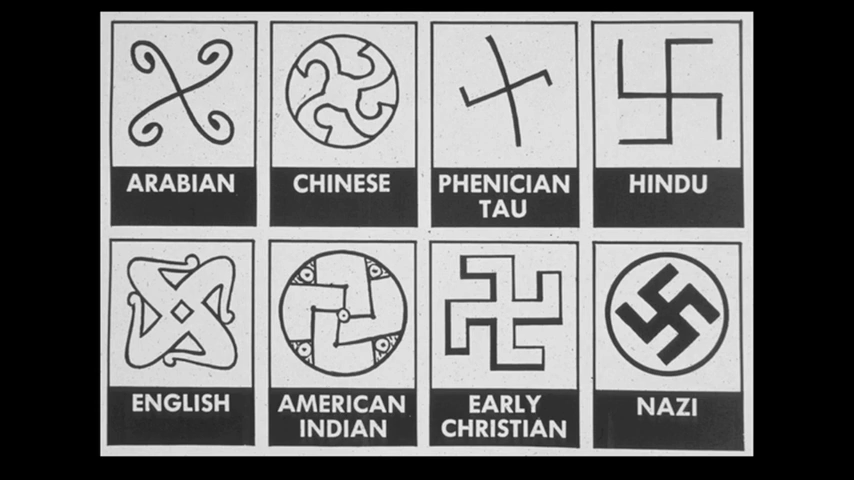 ARABIAN
CHINESE
PHENICIAN
TAU
HINDU
ENGLISH
AMERICAN
INDIAN
EARLY
CHRISTIAN
NAZI